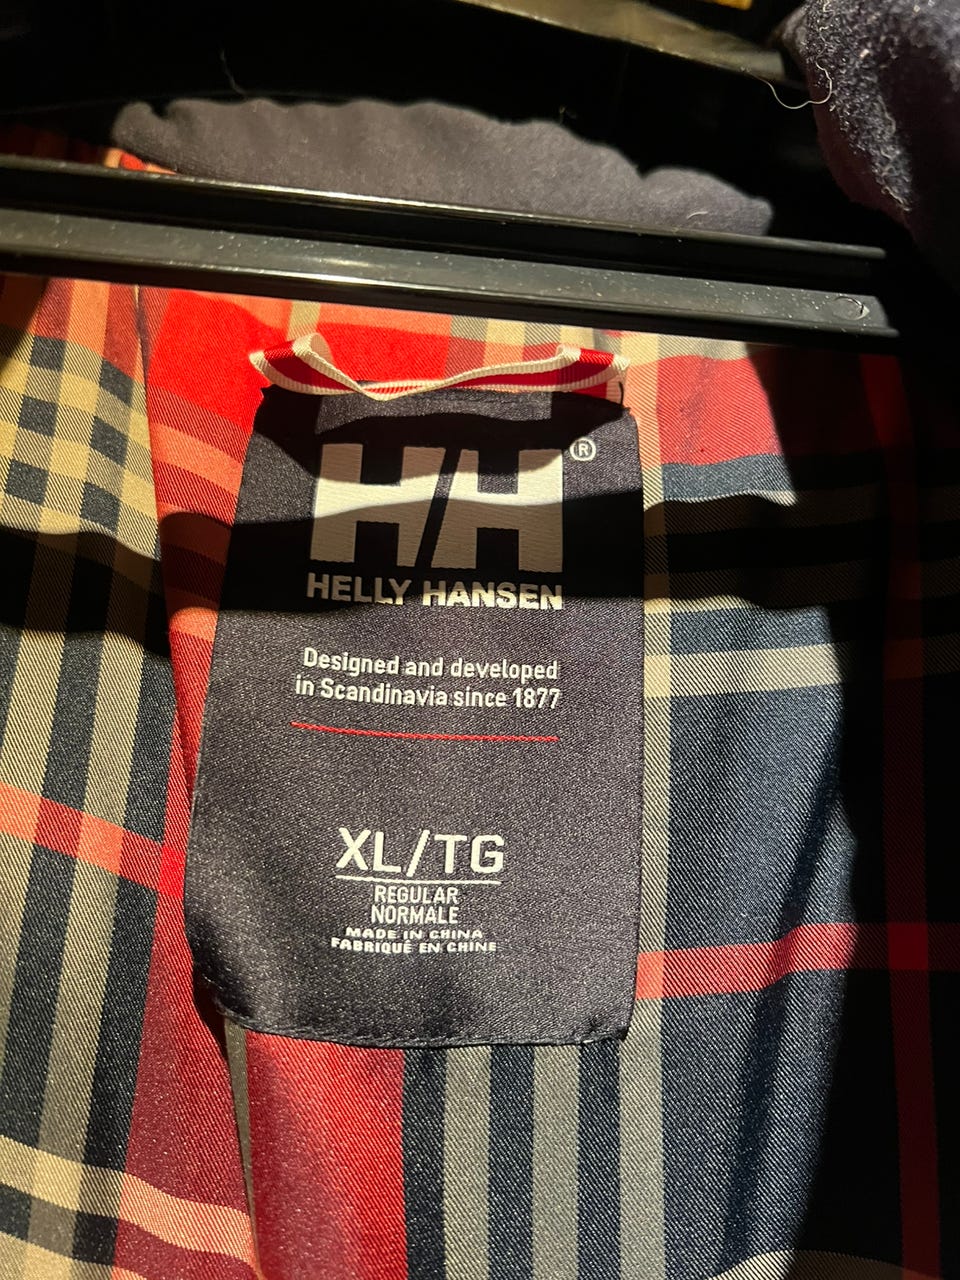 HH®
HELLY HANSEN
Designed and developed
in Scandinavia since 1877
XL/TG
REGULAR
NORMALE
MADE IN CHINA
FABRIQUÉ EN CHINE